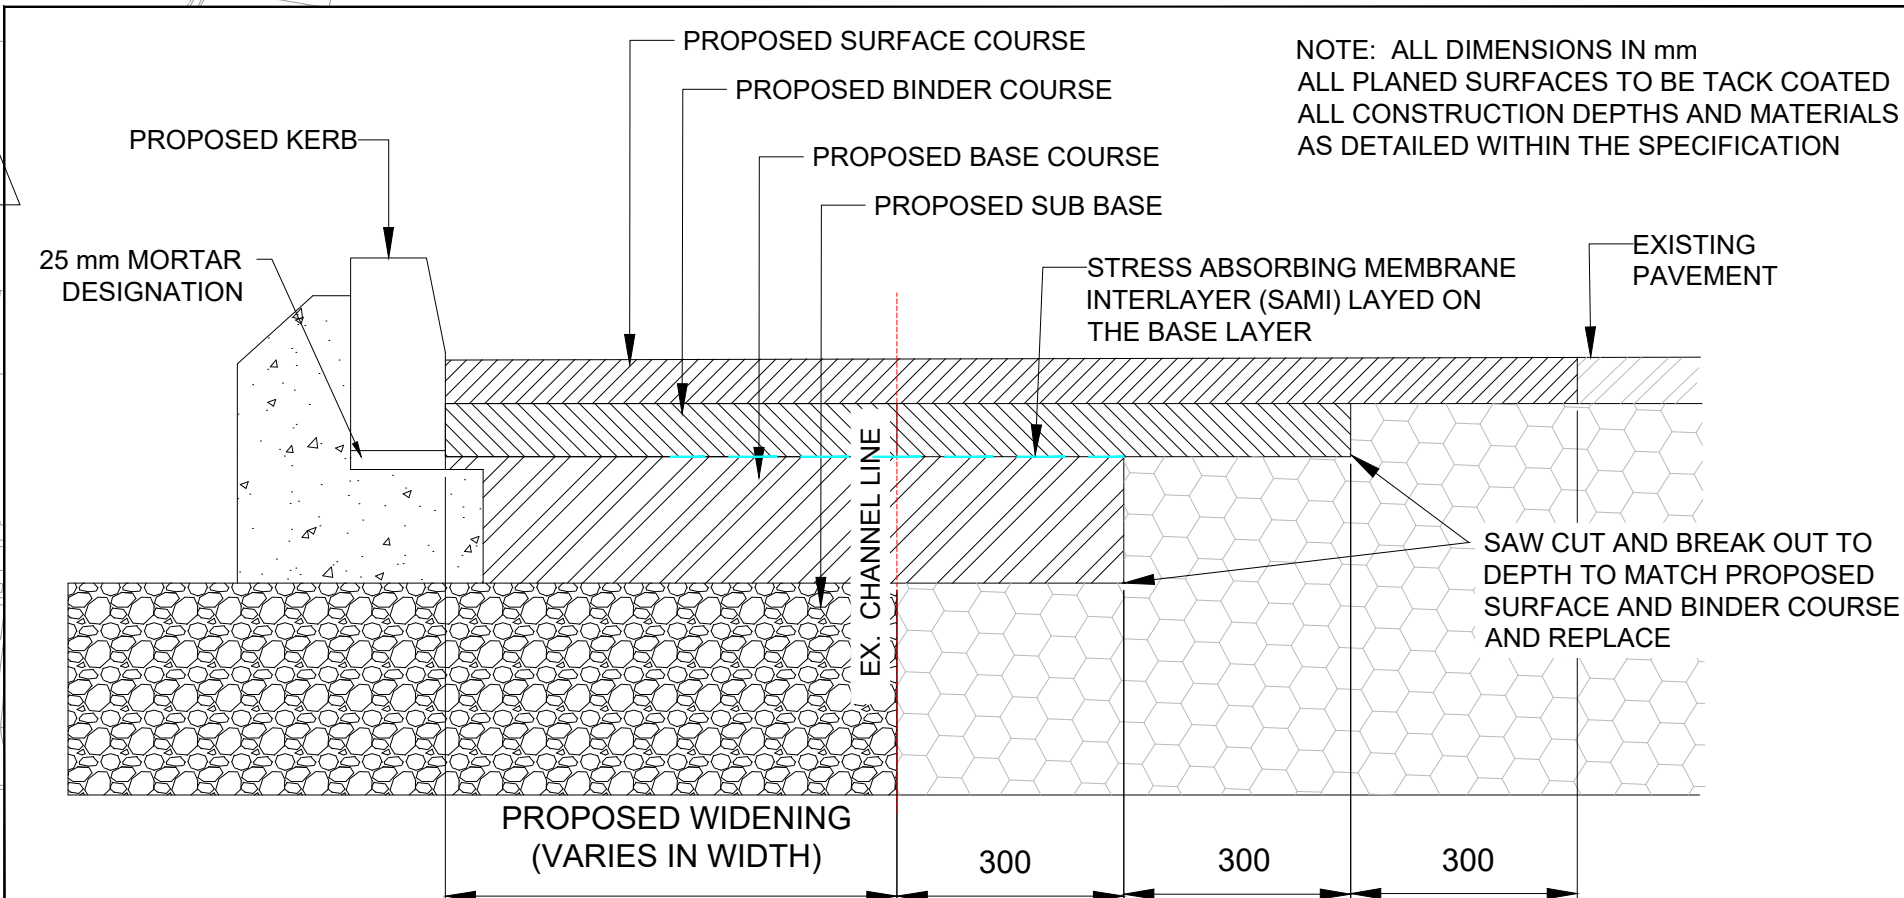 PROPOSED SURFACE COURSE
PROPOSED BINDER COURSE
PROPOSED KERB
PROPOSED BASE COURSE
PROPOSED SUB BASE
NOTE: ALL DIMENSIONS IN mm
ALL PLANED SURFACES TO BE TACK COATED
ALL CONSTRUCTION DEPTHS AND MATERIALS
AS DETAILED WITHIN THE SPECIFICATION
25 mm MORTAR
DESIGNATION
STRESS ABSORBING MEMBRANE
INTERLAYER (SAMI) LAYED ON
THE BASE LAYER
EXISTING
PAVEMENT
EX. CHANNEL LINE
SAW CUT AND BREAK OUT TO
DEPTH TO MATCH PROPOSED
SURFACE AND BINDER COURSE
AND REPLACE
PROPOSED WIDENING
(VARIES IN WIDTH)
300
300
300